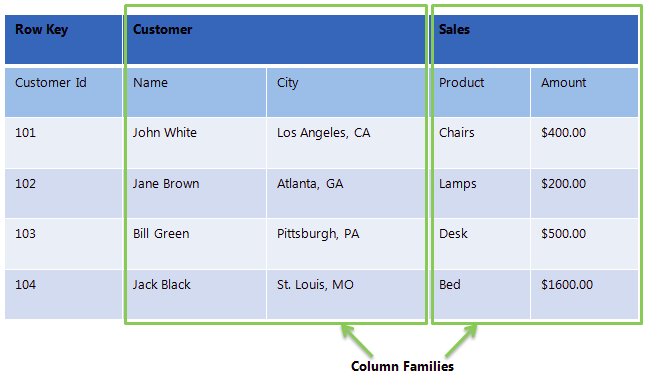 Row Key Customer Sales
Customer Id Name City Product Amount
101 John White Los Angeles, CA Chairs $400.00
102 Jane Brown Atlanta, GA Lamps $200.00
103 Bill Green Pittsburgh, PA Desk $500.00
104 Jack Black St. Louis, MO Bed $1600.00
Column Families